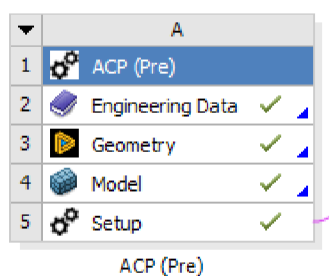 A
1 ACP (Pre)
2 Engineering Data
3 Geometry
4 Model
5 Setup
ACP (Pre)